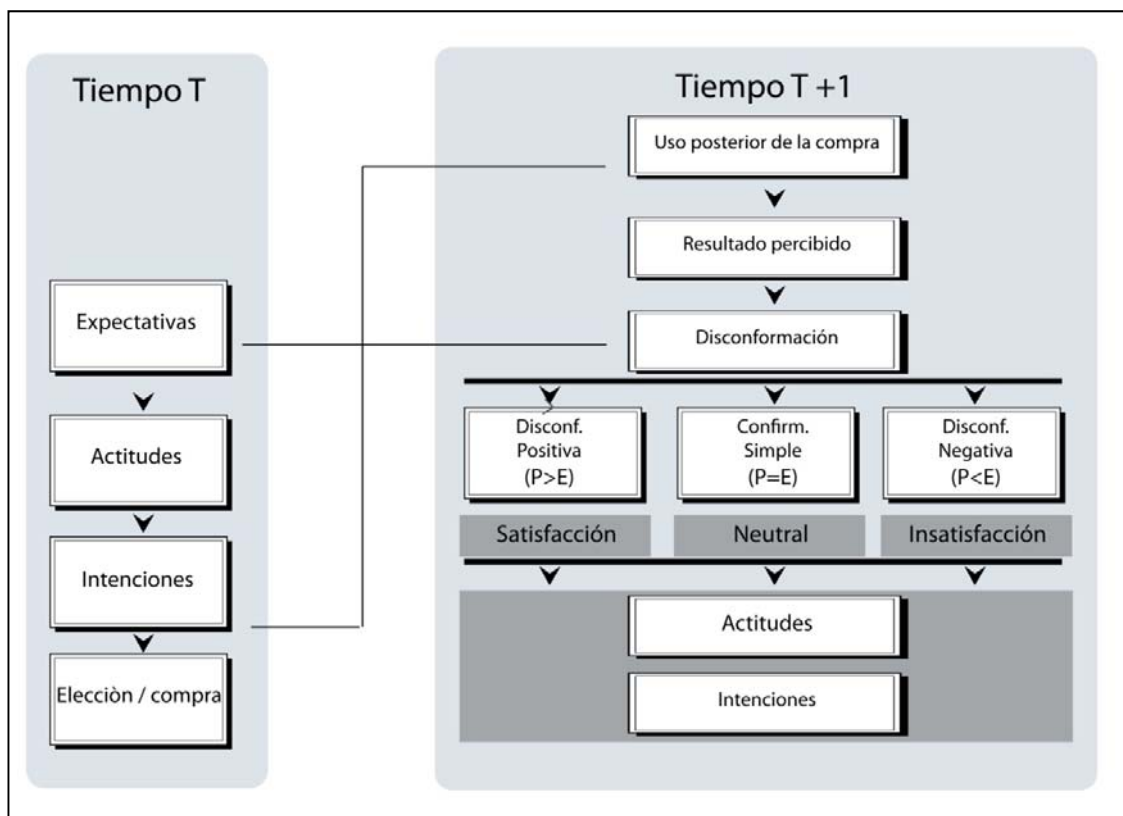 Tiempo T
Expectativas
Actitudes
Intenciones
Elecciòn / compra
Tiempo T +1
Uso posterior de la compra
Resultado percibido
Disconformación
Disconf.
Positiva
(P>E)
Confirm.
Simple
(P=E)
Disconf.
Negativa
(P<E)
Satisfacción
Neutral
Insatisfacción
Actitudes
Intenciones